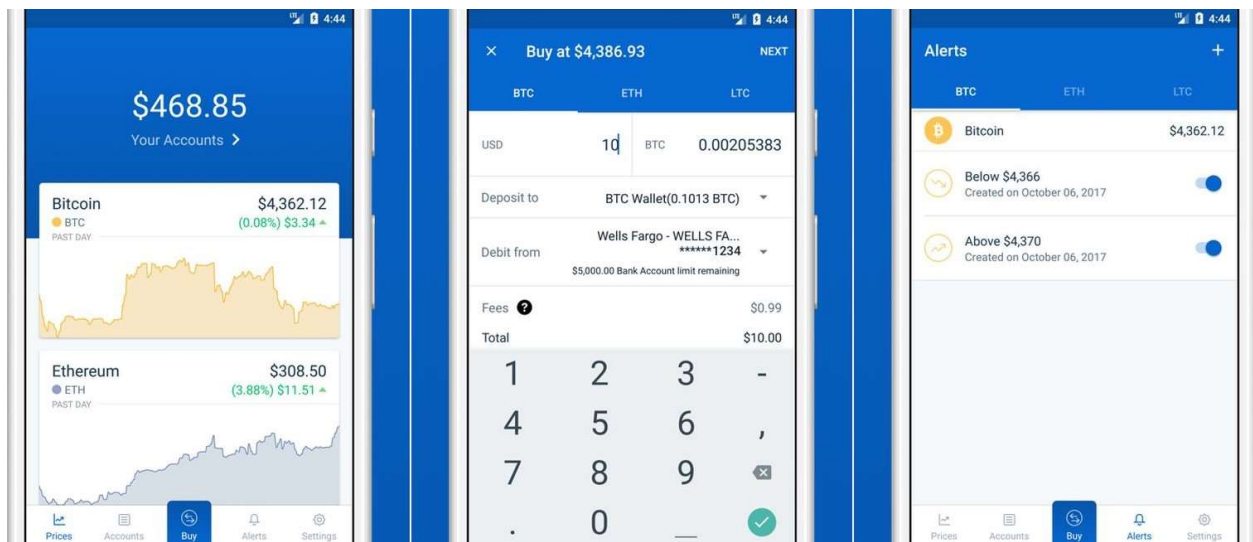 LTE 4:44
$468.85
Your Accounts
Bitcoin $4,362.12
BTC (0.08%) $3.34
PAST DAY
Ethereum $308.50
ETH (3.88%) $11.51
PAST DAY
Prices Accounts Buy Alerts Settings
LTE 4:44
× Buy at $4,386.93 NEXT
BTC ETH LTC
USD 10 BTC 0.00205383
Deposit to BTC Wallet(0.1013 BTC)
Wells Fargo - WELLS FA...
Debit from ******1234
$5,000.00 Bank Account limit remaining
Fees ? $0.99
Total $10.00
1 2 3 -
4 5 6 ,
7 8 9
. 0 _
LTE 4:44
Alerts +
BTC ETH LTC
Bitcoin $4,362.12
Below $4,366
Created on October 06, 2017
Above $4,370
Created on October 06, 2017
Prices Accounts Buy Alerts Settings